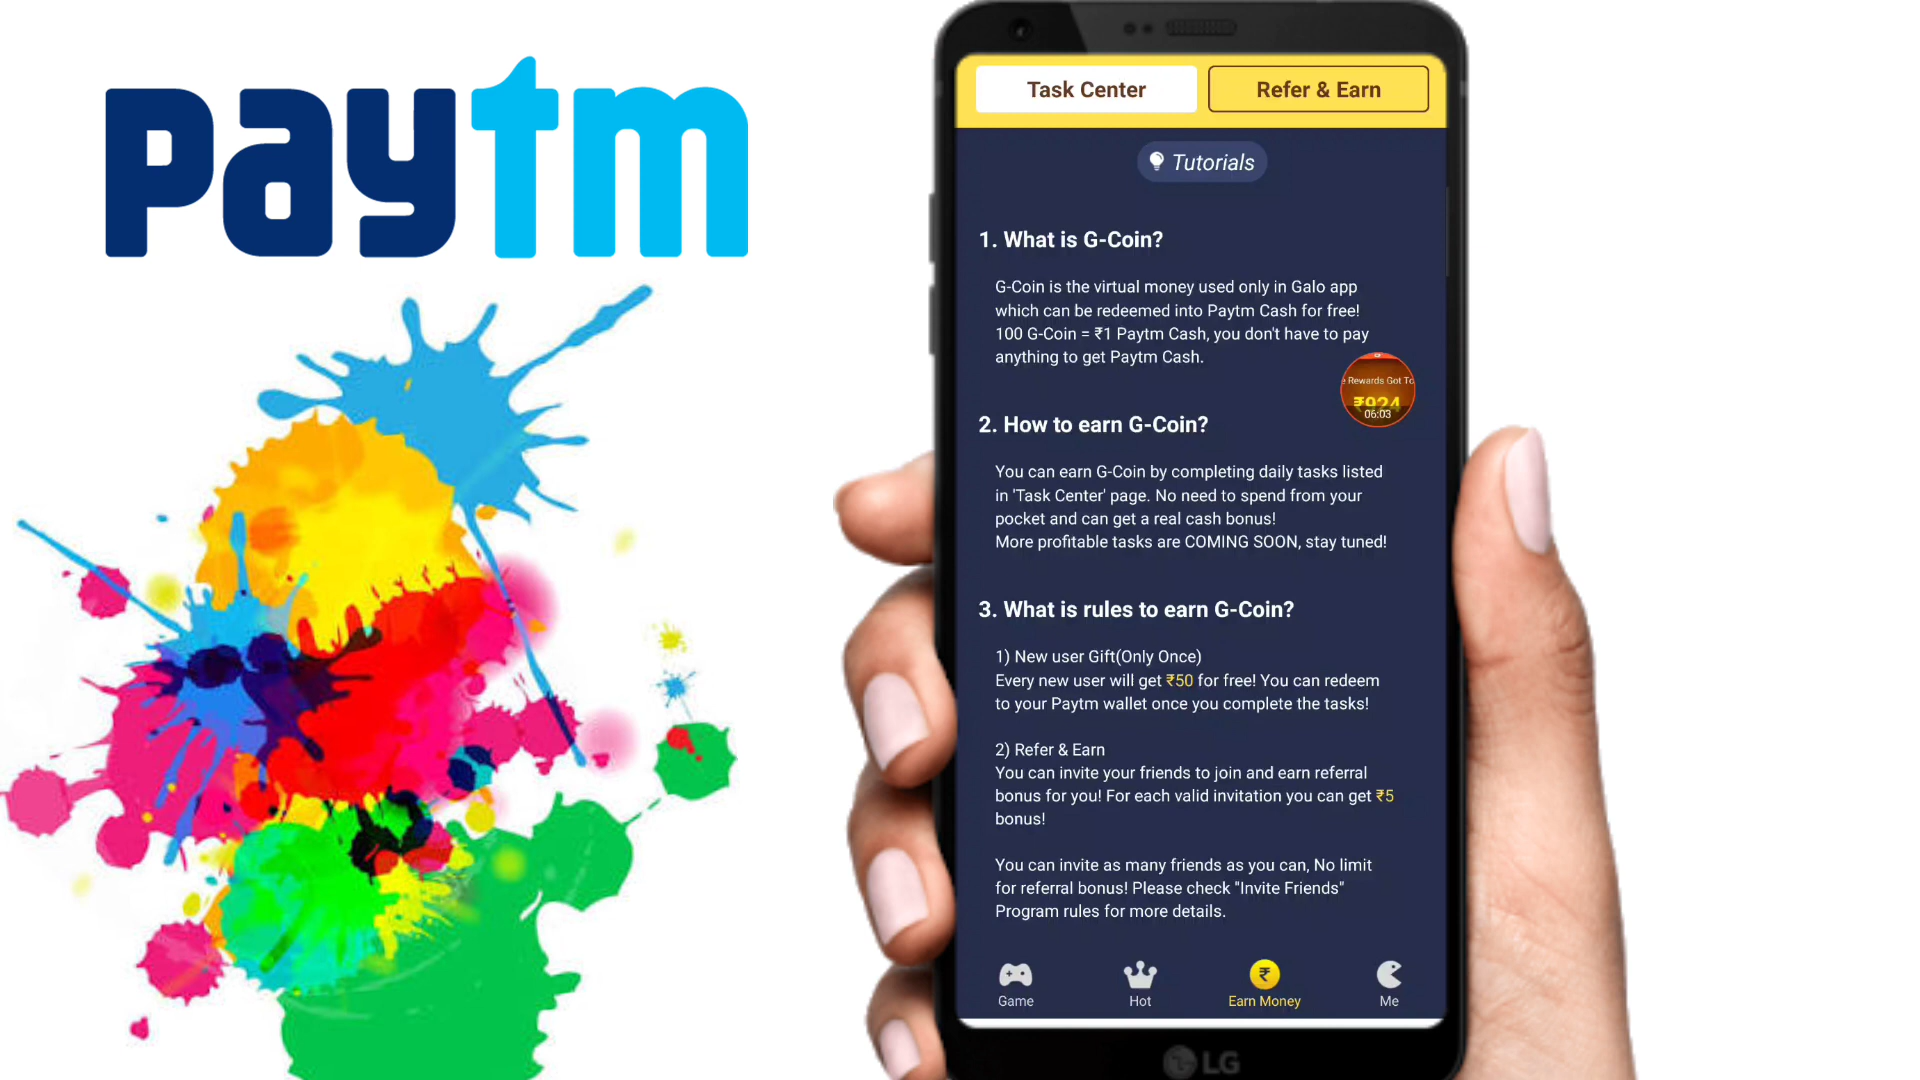 paytm
Task Center
Refer & Earn
Tutorials
1. What is G-Coin?
G-Coin is the virtual money used only in Galo app
which can be redeemed into Paytm Cash for free!
100 G-Coin = ₹1 Paytm Cash, you don't have to pay
anything to get Paytm Cash.
Rewards Got To
₹924
06:03
2. How to earn G-Coin?
You can earn G-Coin by completing daily tasks listed
in 'Task Center' page. No need to spend from your
pocket and can get a real cash bonus!
More profitable tasks are COMING SOON, stay tuned!
3. What is rules to earn G-Coin?
1) New user Gift(Only Once)
Every new user will get ₹50 for free! You can redeem
to your Paytm wallet once you complete the tasks!
2) Refer & Earn
You can invite your friends to join and earn referral
bonus for you! For each valid invitation you can get ₹5
bonus!
You can invite as many friends as you can, No limit
for referral bonus! Please check "Invite Friends"
Program rules for more details.
Game
Hot
Earn Money
Me
LG